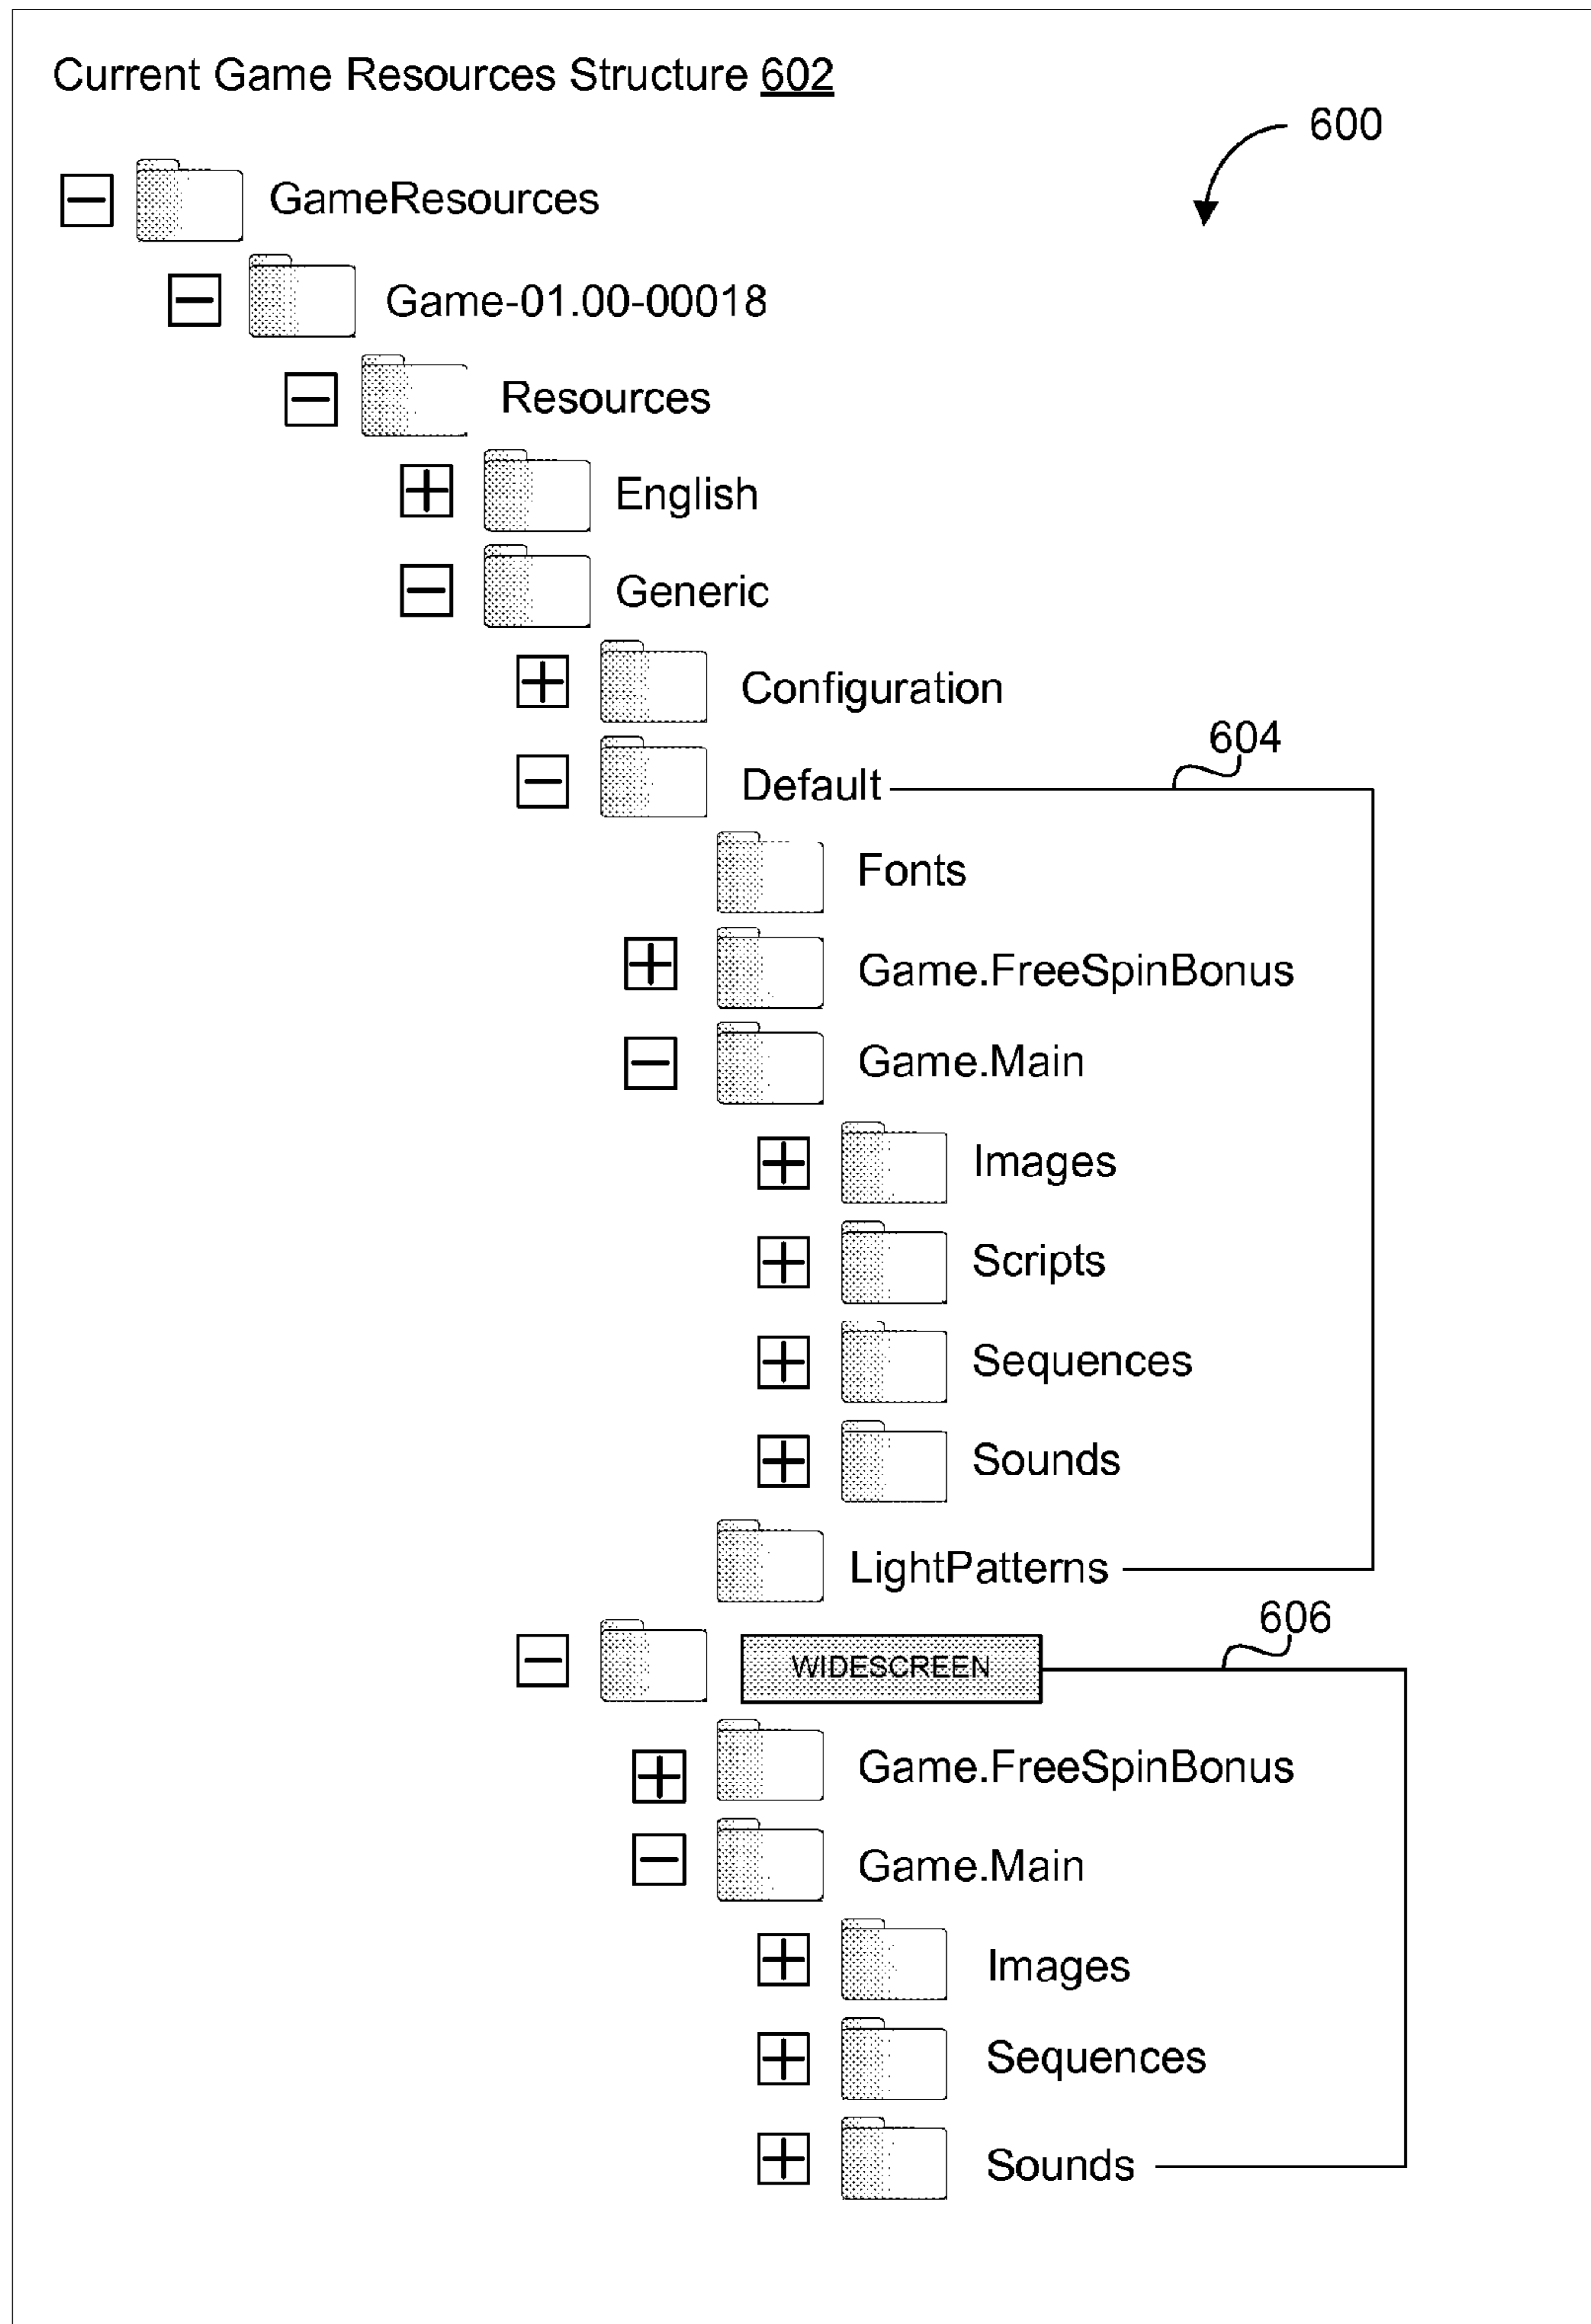 Current Game Resources Structure 602
600
GameResources
Game-01.00-00018
Resources
English
Generic
Configuration
604
Default
Fonts
Game.FreeSpinBonus
Game.Main
Images
Scripts
Sequences
Sounds
LightPatterns
606
WIDESCREEN
Game.FreeSpinBonus
Game.Main
Images
Sequences
Sounds